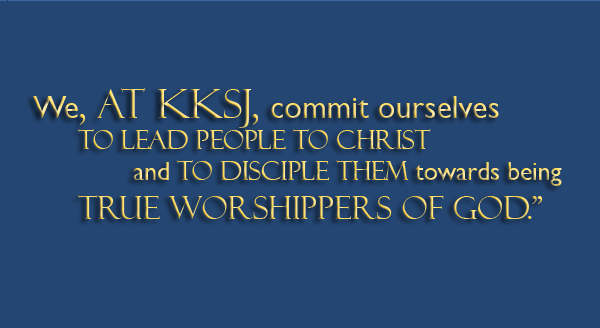 We, AT KKSJ, commit ourselves
TO LEAD PEOPLE TO CHRIST
and TO DISCIPLE THEM towards being
TRUE WORSHIPPERS OF GOD.”